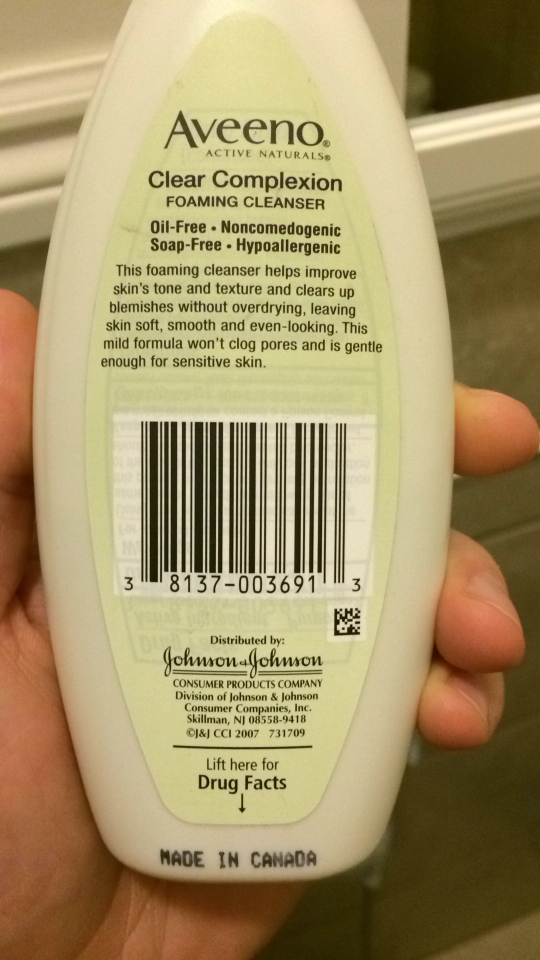 Aveeno®
ACTIVE NATURALS®
Clear Complexion
FOAMING CLEANSER
Oil-Free • Noncomedogenic
Soap-Free • Hypoallergenic
This foaming cleanser helps improve
skin's tone and texture and clears up
blemishes without overdrying, leaving
skin soft, smooth and even-looking. This
mild formula won't clog pores and is gentle
enough for sensitive skin.
3 8137-003691 3
Distributed by:
Johnson & Johnson
CONSUMER PRODUCTS COMPANY
Division of Johnson & Johnson
Consumer Companies, Inc.
Skillman, NJ 08558-9418
©J&J CCI 2007 731709
Lift here for
Drug Facts
MADE IN CANADA